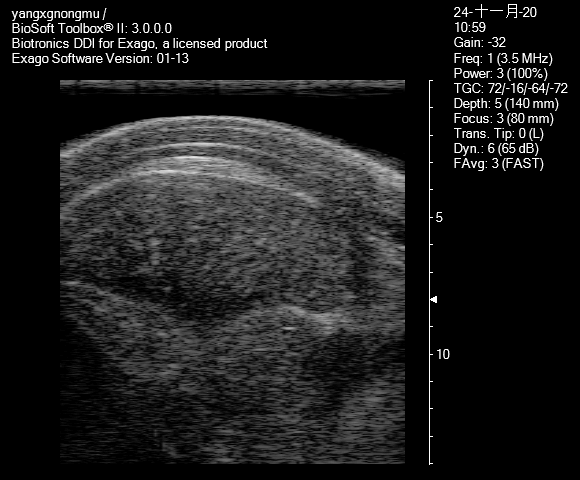 yangxgnongmu /
BioSoft Toolbox® II: 3.0.0.0
Biotronics DDI for Exago, a licensed product
Exago Software Version: 01-13
24-十一月-20
10:59
Gain: -32
Freq: 1 (3.5 MHz)
Power: 3 (100%)
TGC: 72/-16/-64/-72
Depth: 5 (140 mm)
Focus: 3 (80 mm)
Trans. Tip: 0 (L)
Dyn.: 6 (65 dB)
FAvg: 3 (FAST)
5
10